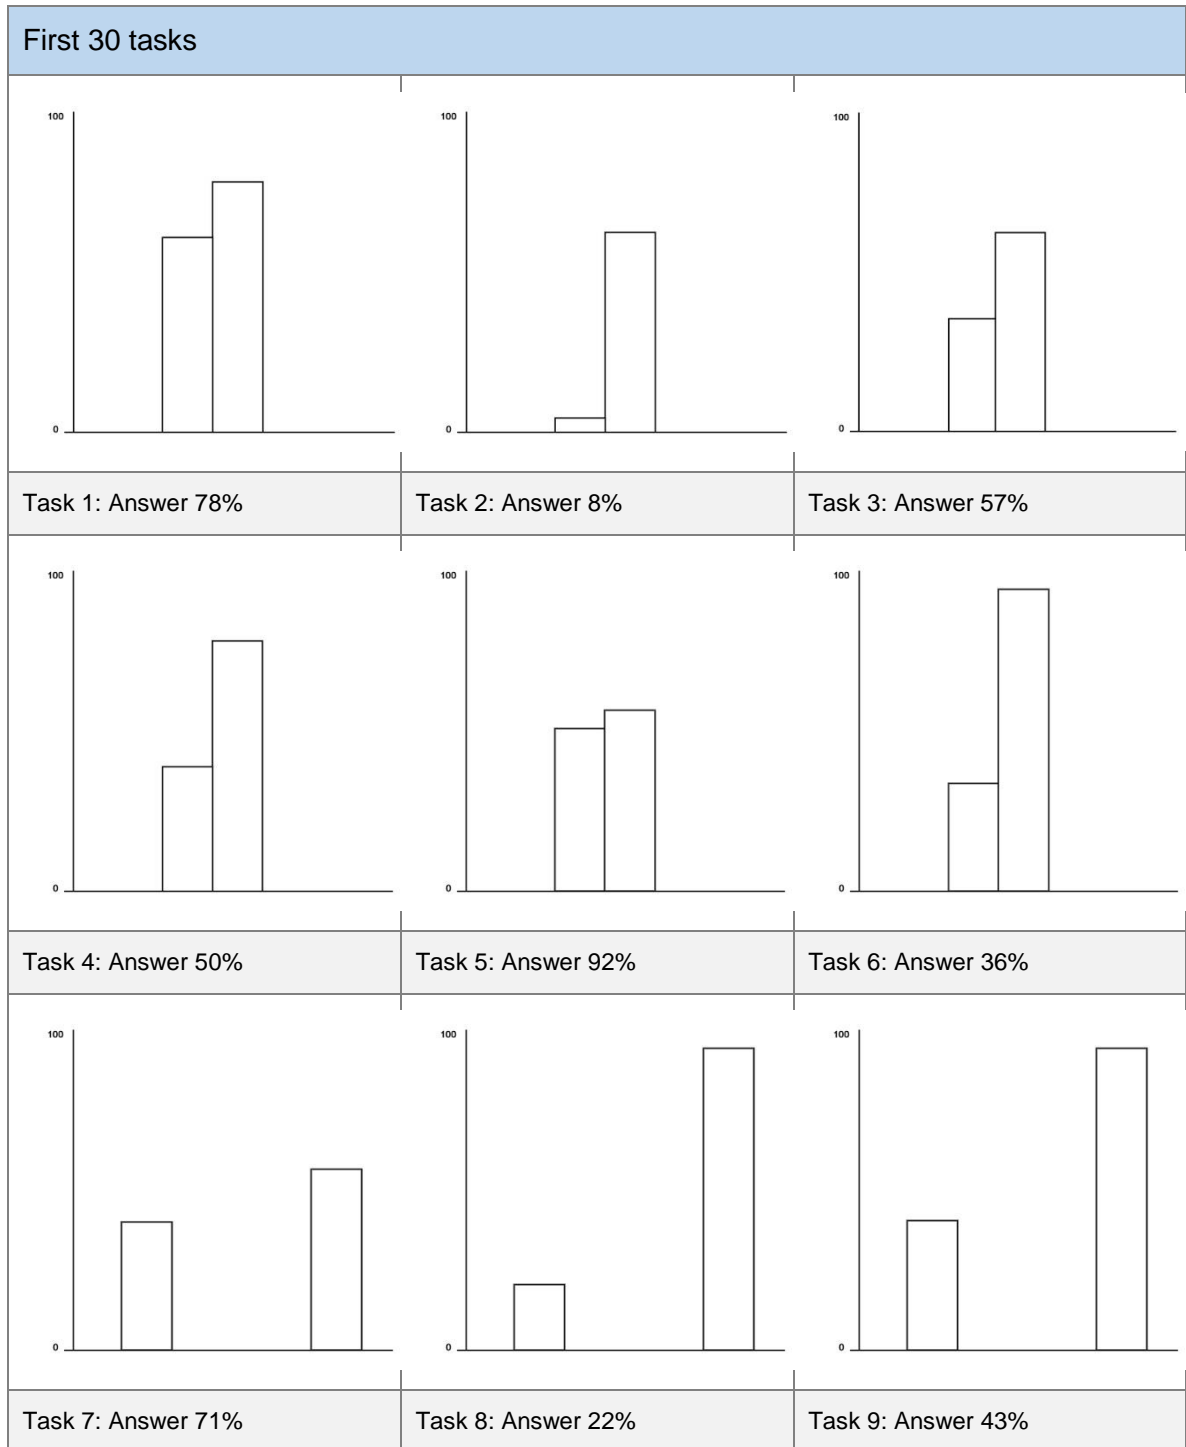 First 30 tasks
100 100 100
0 0 0
Task 1: Answer 78% Task 2: Answer 8% Task 3: Answer 57%
100 100 100
0 0 0
Task 4: Answer 50% Task 5: Answer 92% Task 6: Answer 36%
100 100 100
0 0 0
Task 7: Answer 71% Task 8: Answer 22% Task 9: Answer 43%